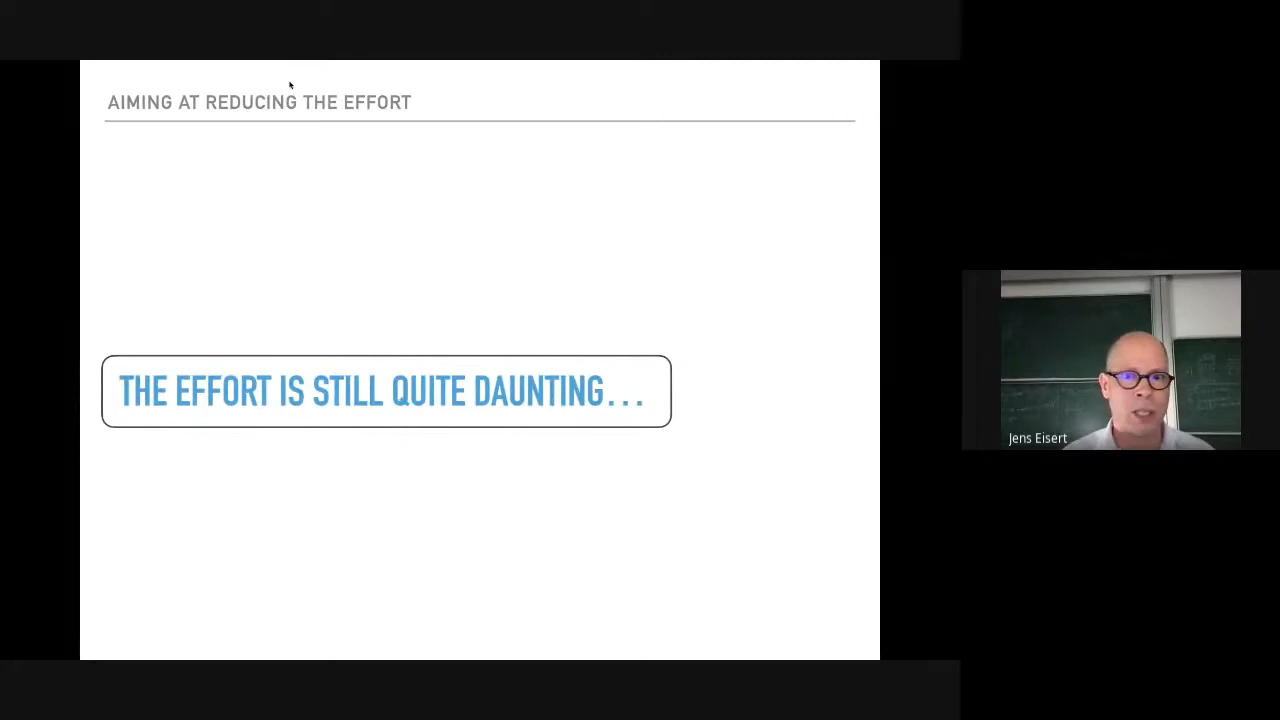 AIMING AT REDUCING THE EFFORT
THE EFFORT IS STILL QUITE DAUNTING...
Jens Eisert